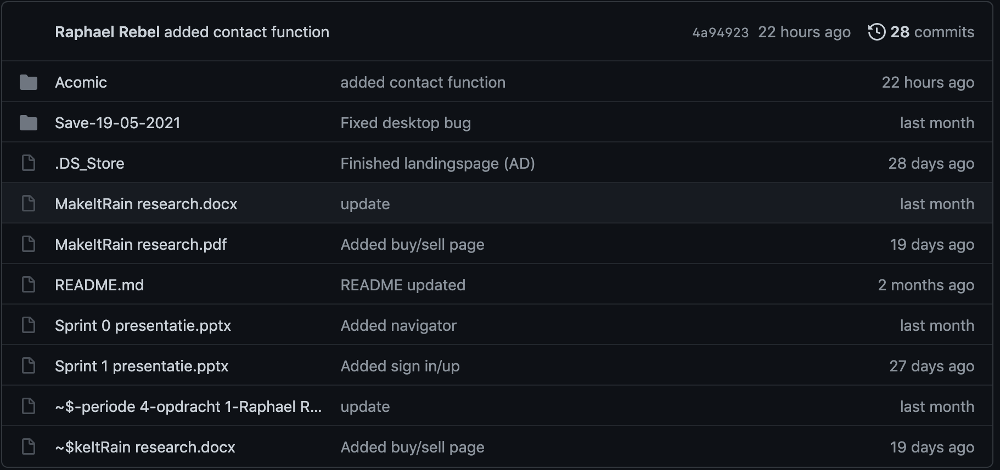 Raphael Rebel added contact function 4a94923 22 hours ago 28 commits
Acomic added contact function 22 hours ago
Save-19-05-2021 Fixed desktop bug last month
.DS_Store Finished landingspage (AD) 28 days ago
MakeItRain research.docx update last month
MakeItRain research.pdf Added buy/sell page 19 days ago
README.md README updated 2 months ago
Sprint 0 presentatie.pptx Added navigator last month
Sprint 1 presentatie.pptx Added sign in/up 27 days ago
~$-periode 4-opdracht 1-Raphael R... update last month
~$keItRain research.docx Added buy/sell page 19 days ago